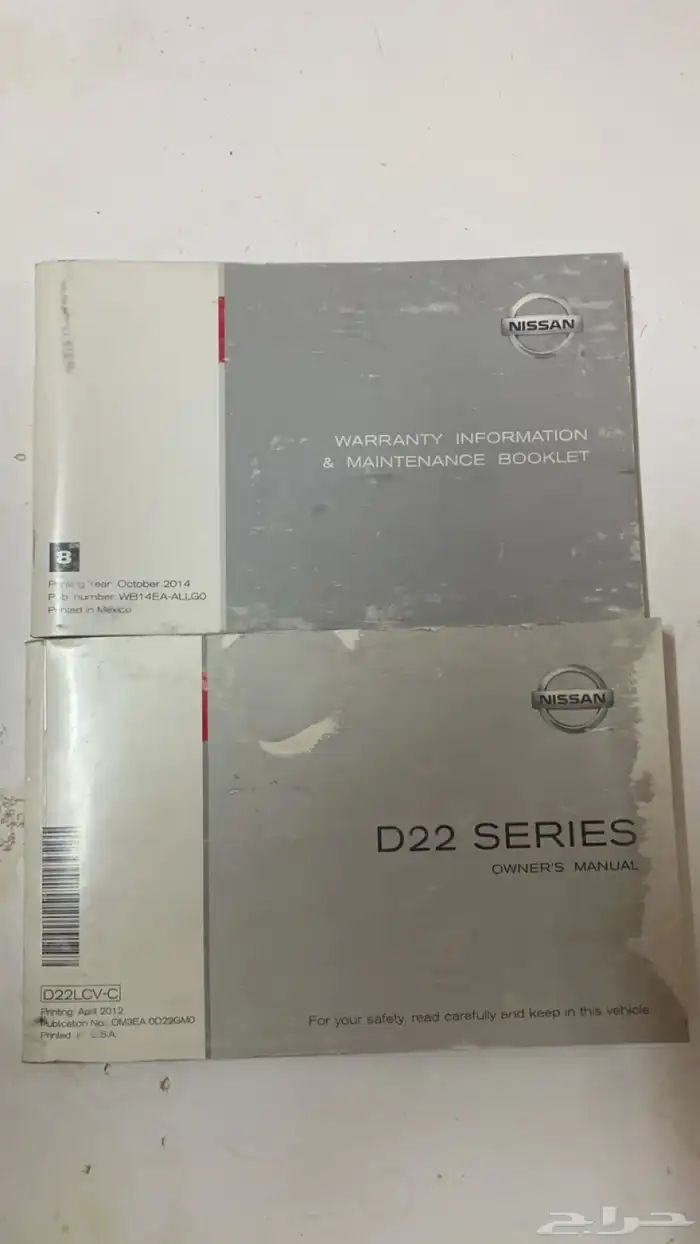 NISSAN
WARRANTY INFORMATION
& MAINTENANCE BOOKLET
8
Printing Year: October 2014
Pub. number: WB14EA-ALLG0
Printed in Mexico
NISSAN
D22 SERIES
OWNER'S MANUAL
D22LCV-C
Printing: April 2012
Publication No.: OM3EA 0D22GM0
Printed in U.S.A.
For your safety, read carefully and keep in this vehicle.
حراج